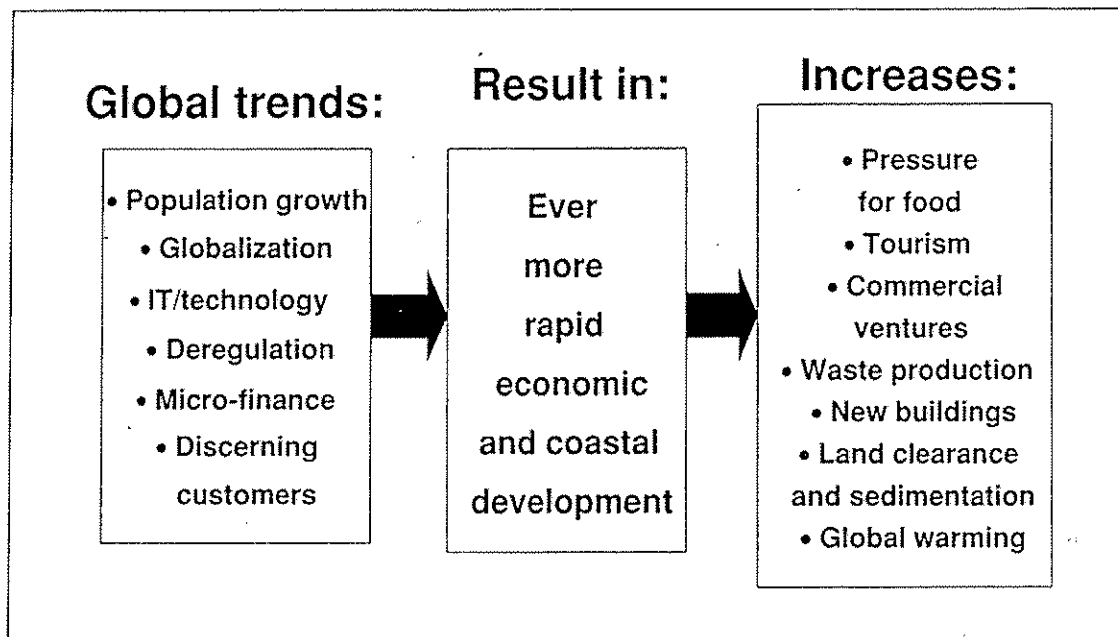 Global trends:
• Population growth
• Globalization
• IT/technology
• Deregulation
• Micro-finance
• Discerning
customers
Result in:
Ever
more
rapid
economic
and coastal
development
Increases:
• Pressure
for food
• Tourism
• Commercial
ventures
• Waste production
• New buildings
• Land clearance
and sedimentation
• Global warming